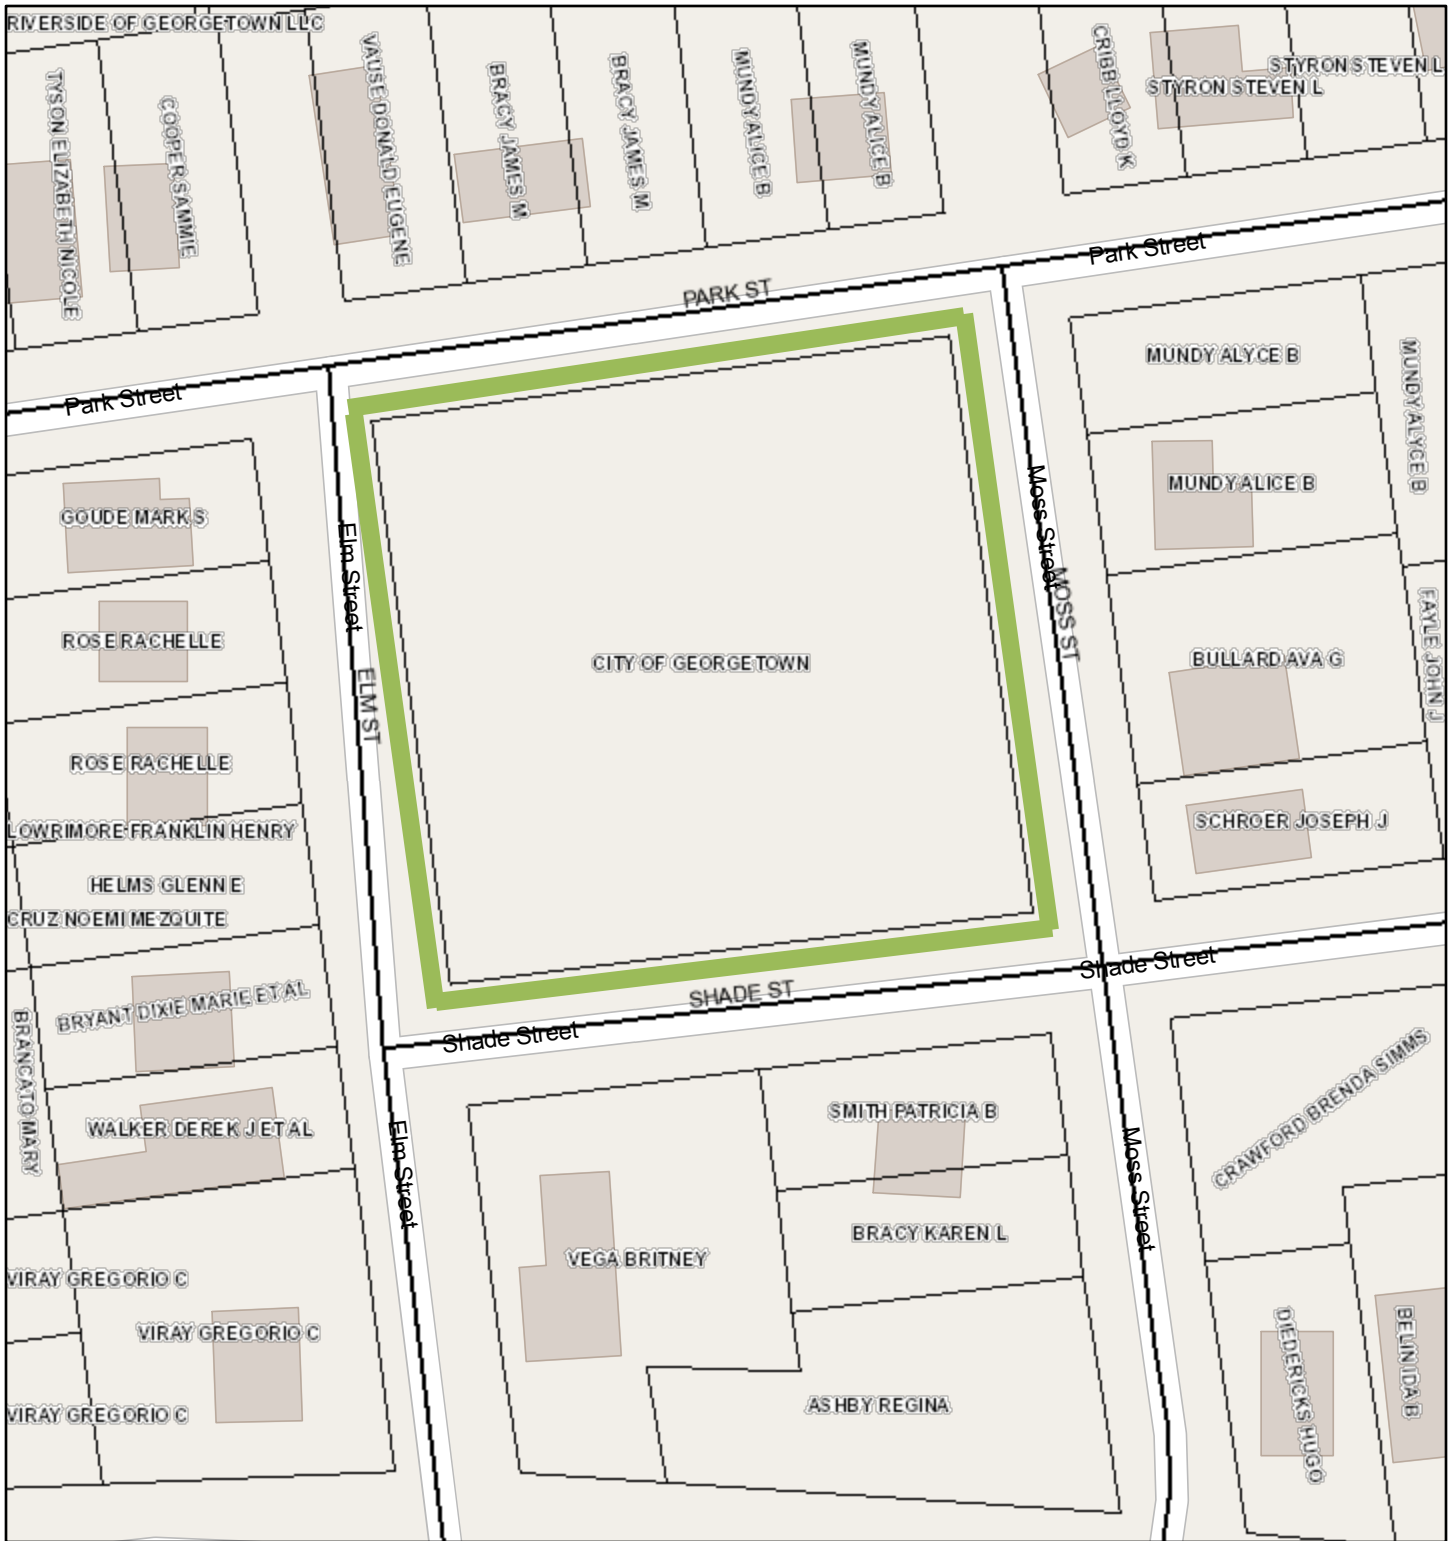 RIVERSIDE OF GEORGETOWN LLC
TYSON ELIZABETH NICOLE
COOPER SAMMIE
VAUSE DONALD EUGENE
BRACY JAMES M
BRACY JAMES M
MUNDY ALICE B
MUNDY ALICE B
CRIBB LLOYD K
STYRON STEVEN L
STYRON STEVEN L
Park Street
PARK ST
Park Street
MUNDY ALYCE B
MUNDY ALYCE B
GOUDE MARK S
Elm Street
Moss Street
MUNDY ALICE B
ROSE RACHELLE
ELM ST
CITY OF GEORGETOWN
MOSS ST
BULLARD AVA G
FAYLE JOHN J
ROSE RACHELLE
LOWRIMORE FRANKLIN HENRY
SCHROER JOSEPH J
HELMS GLENN E
CRUZ NOEMI MEZQUITE
BRYANT DIXIE MARIE ET AL
SHADE ST
Shade Street
Shade Street
BRANCATO MARY
WALKER DEREK J ET AL
Elm Street
SMITH PATRICIA B
Moss Street
CRAWFORD BRENDA SIMMS
VEGA BRITNEY
BRACY KAREN L
VIRAY GREGORIO C
VIRAY GREGORIO C
VIRAY GREGORIO C
ASHBY REGINA
DIEDERICKS HUGO
BELIN IDA B